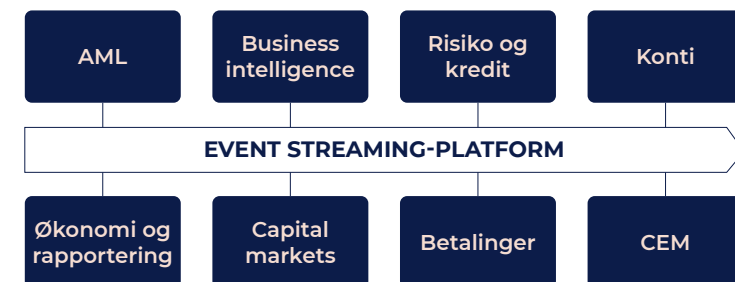 AML
Business
intelligence
Risiko og
kredit
Konti
EVENT STREAMING-PLATFORM
Økonomi og
rapportering
Capital
markets
Betalinger
CEM